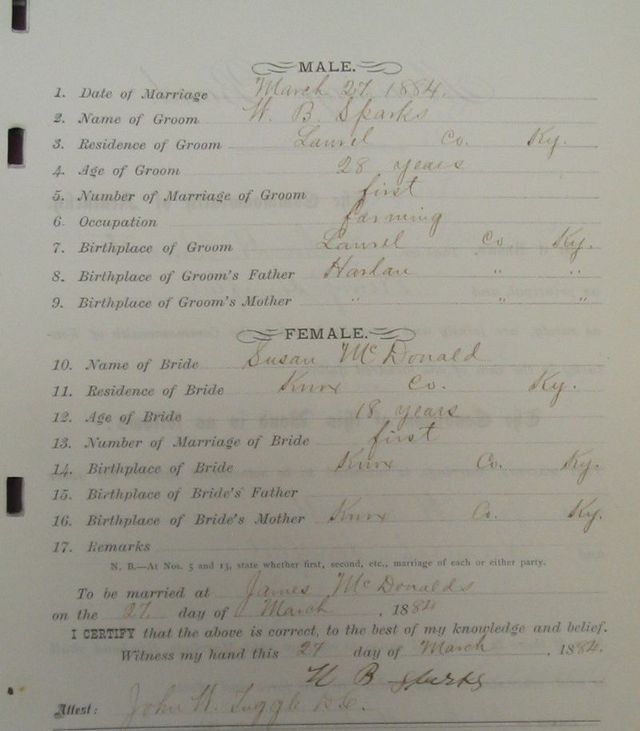 MALE.
1. Date of Marriage March 27, 1884.
2. Name of Groom W. B. Sparks
3. Residence of Groom Laurel Co. Ky.
4. Age of Groom 28 years
5. Number of Marriage of Groom first
6. Occupation farming
7. Birthplace of Groom Laurel Co. Ky.
8. Birthplace of Groom's Father Harlan " "
9. Birthplace of Groom's Mother " " "
FEMALE.
10. Name of Bride Susan McDonald
11. Residence of Bride Knox Co. Ky.
12. Age of Bride 18 years
13. Number of Marriage of Bride first
14. Birthplace of Bride Knox Co. Ky.
15. Birthplace of Bride's Father
16. Birthplace of Bride's Mother Knox Co. Ky.
17. Remarks
N. B.—At Nos. 5 and 13, state whether first, second, etc., marriage of each or either party.
To be married at James McDonalds
on the 27 day of March, 1884
I CERTIFY that the above is correct, to the best of my knowledge and belief.
Witness my hand this 27 day of March, 1884.
W B Sparks
Attest: John W. Tuggle